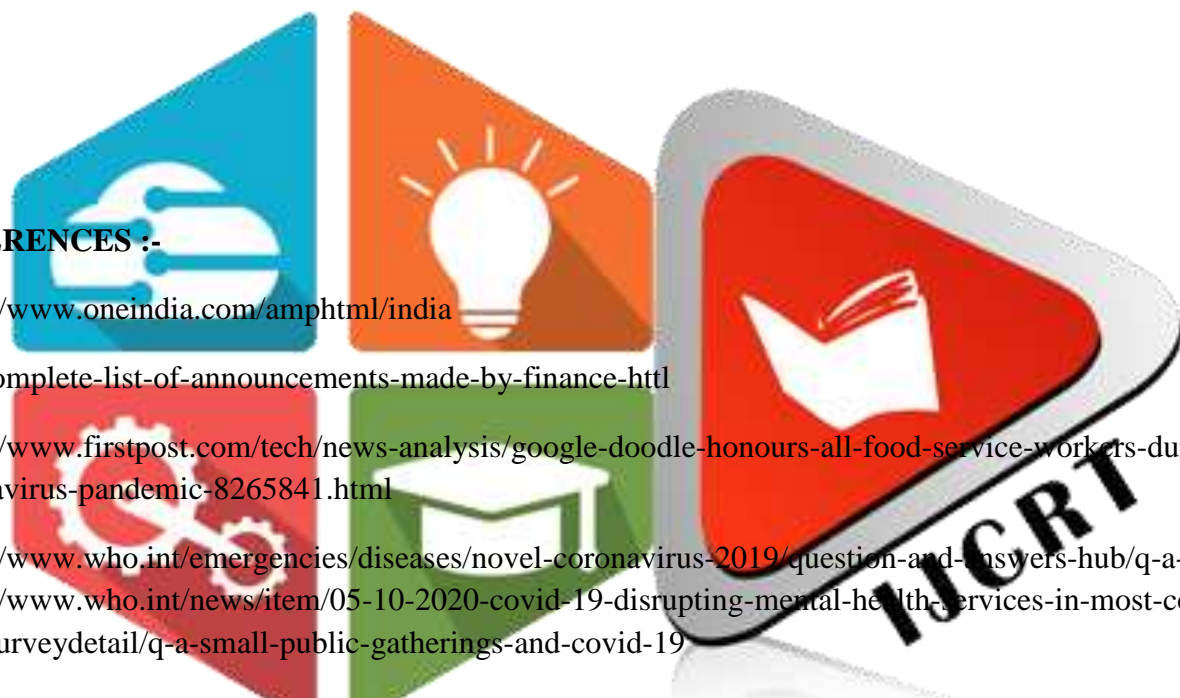 ERENCES :-
/www.oneindia.com/amphtml/india
omplete-list-of-announcements-made-by-finance-httl
/www.firstpost.com/tech/news-analysis/google-doodle-honours-all-food-service-workers-du
avirus-pandemic-8265841.html
/www.who.int/emergencies/diseases/novel-coronavirus-2019/question-and-answers-hub/q-a-
/www.who.int/news/item/05-10-2020-covid-19-disrupting-mental-health-services-in-most-co
urveydetail/q-a-small-public-gatherings-and-covid-19
IJCRT